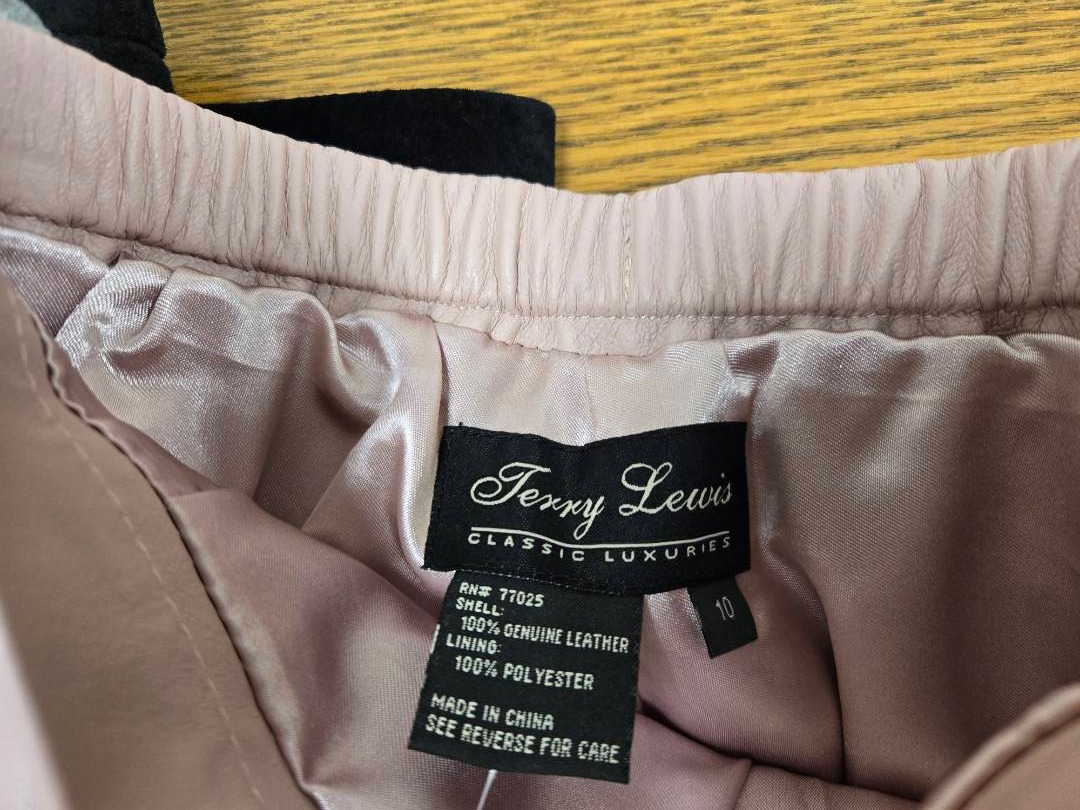 Terry Lewis
CLASSIC LUXURIES
10
RN# 77025
SHELL:
100% GENUINE LEATHER
LINING:
100% POLYESTER
MADE IN CHINA
SEE REVERSE FOR CARE